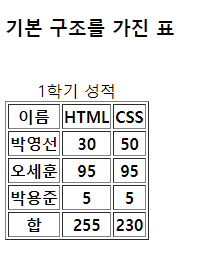 기본 구조를 가진 표
1학기 성적
이름 HTML CSS
박영선 30 50
오세훈 95 95
박용준 5 5
합 255 230